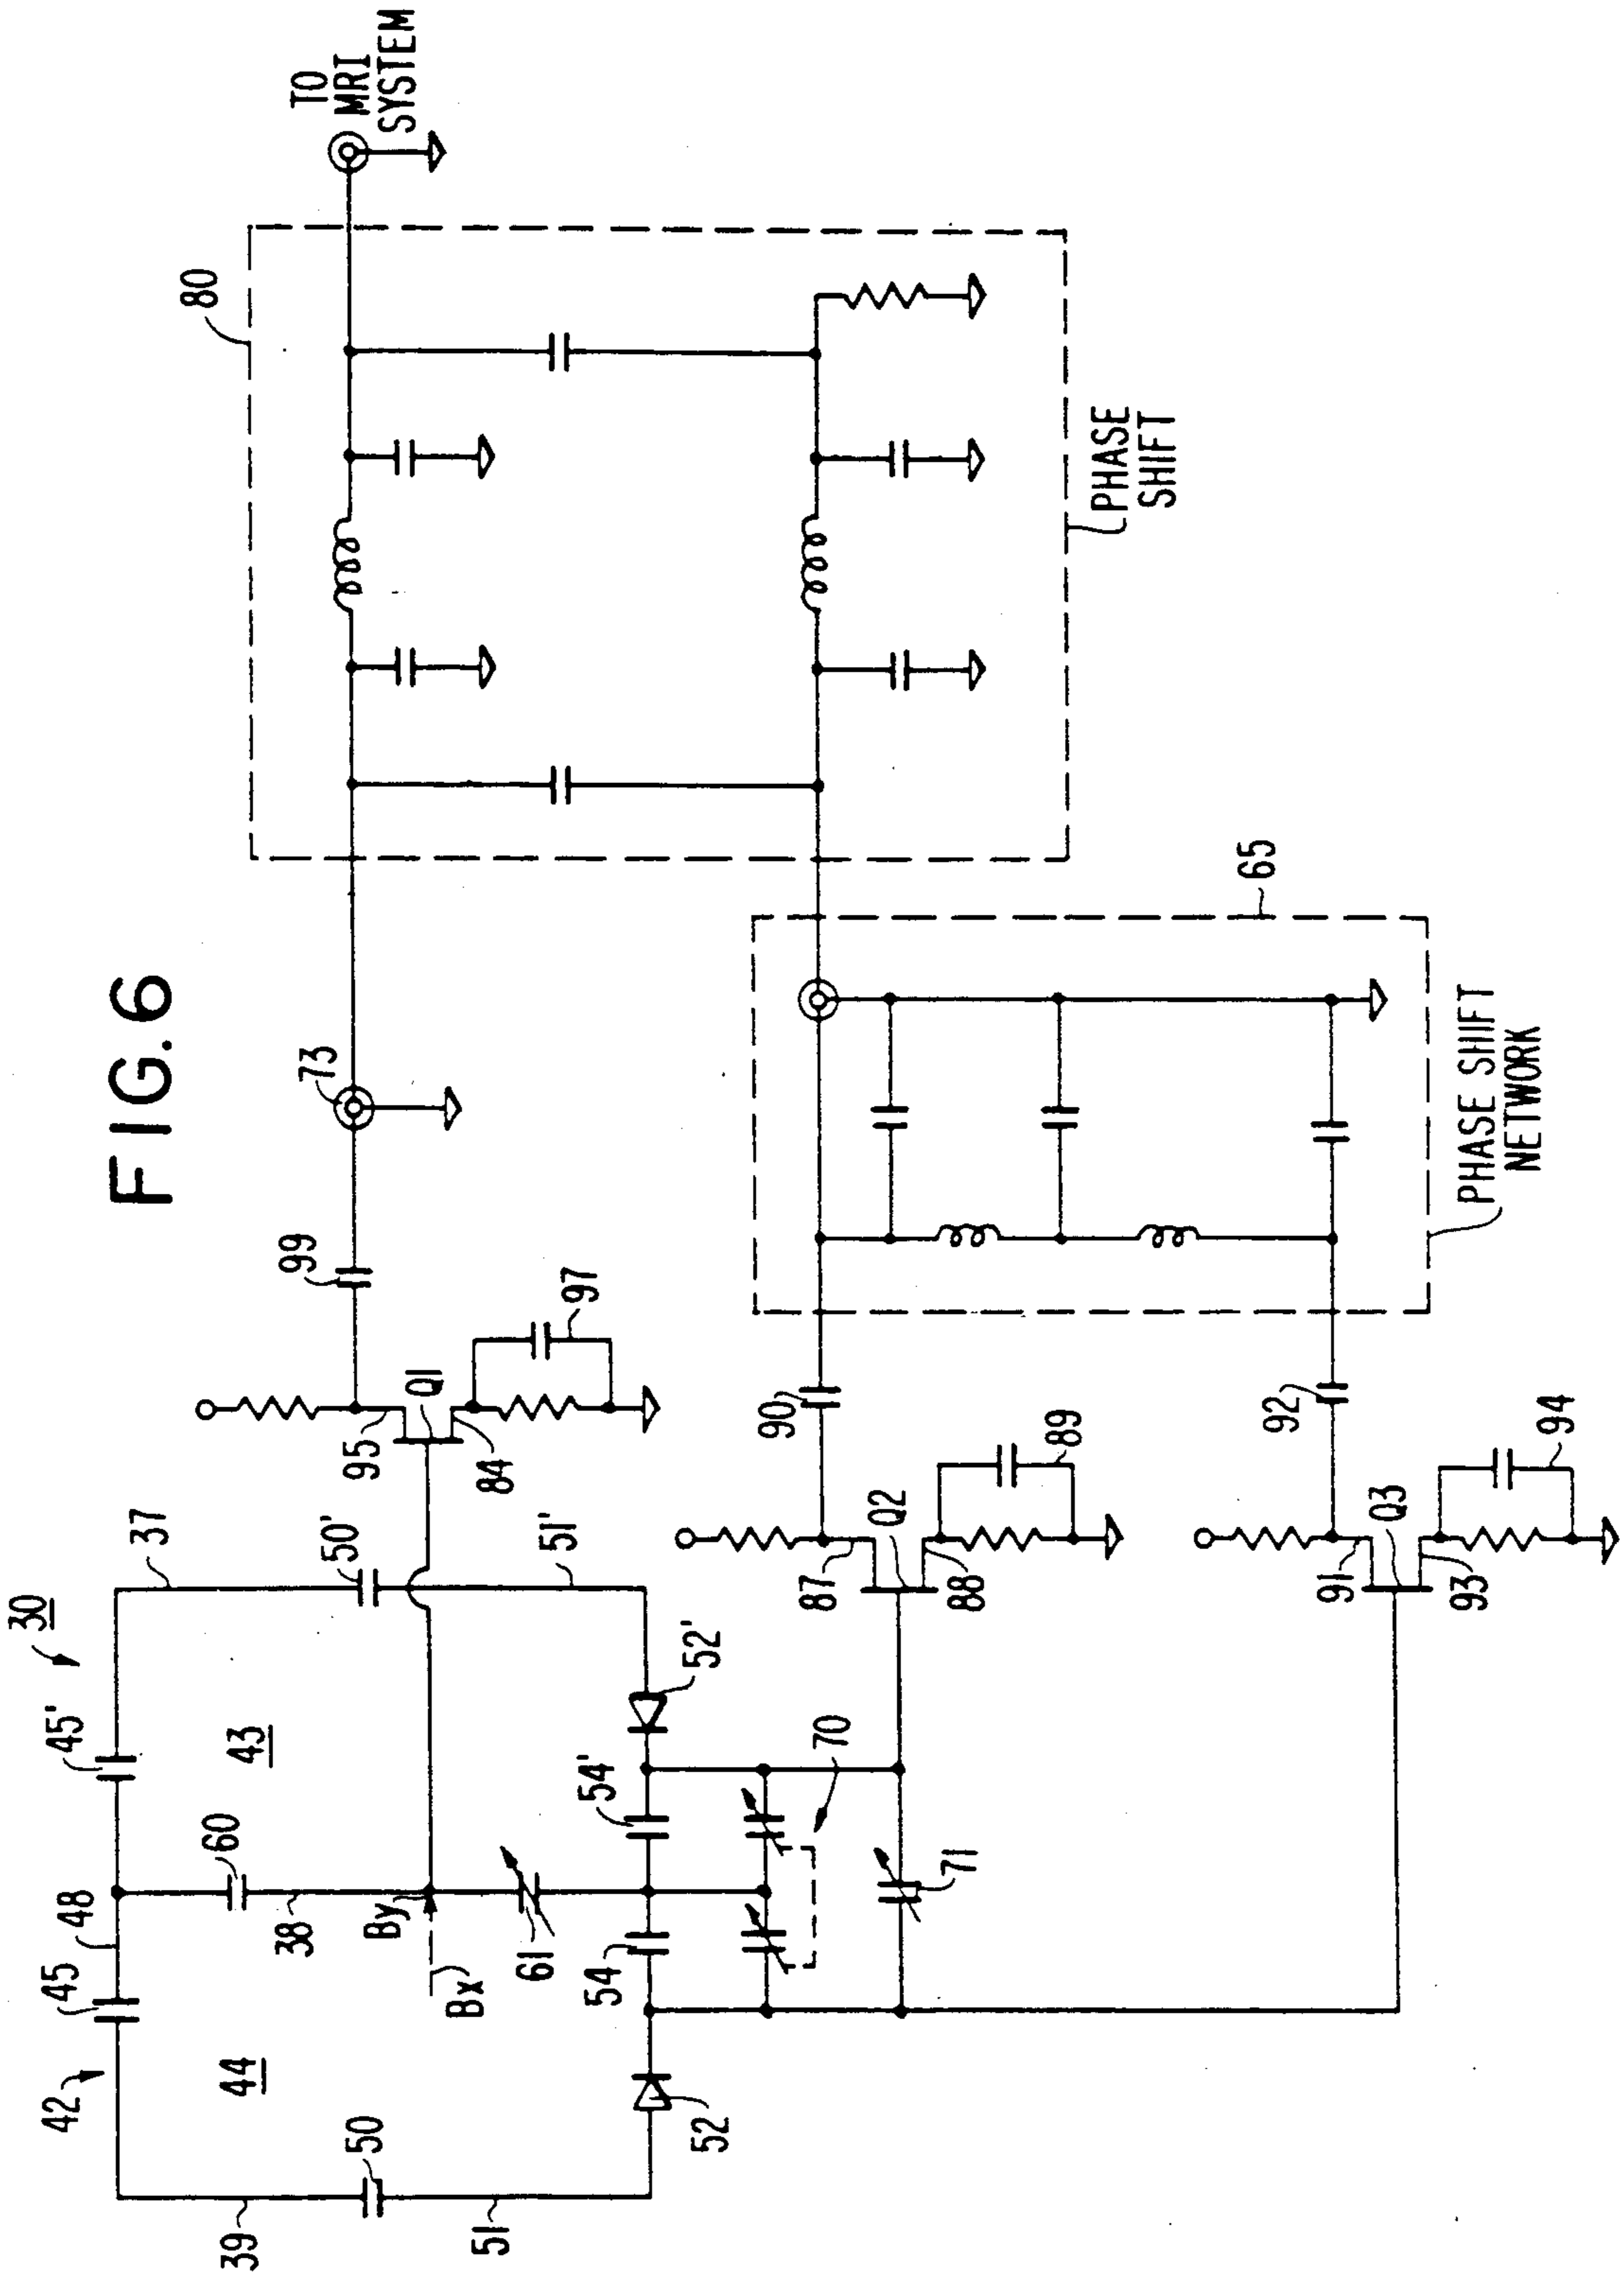 FIG. 6
30
42
45
48
45'
37
60
43
44
38
By
Bx
50
50'
39
51
51'
61
54
54'
52
52'
70
71
95
Q1
84
97
99
73
80
TO
MRI
SYSTEM
PHASE
SHIFT
87
Q2
88
89
90
91
Q3
93
94
92
65
PHASE SHIFT
NETWORK